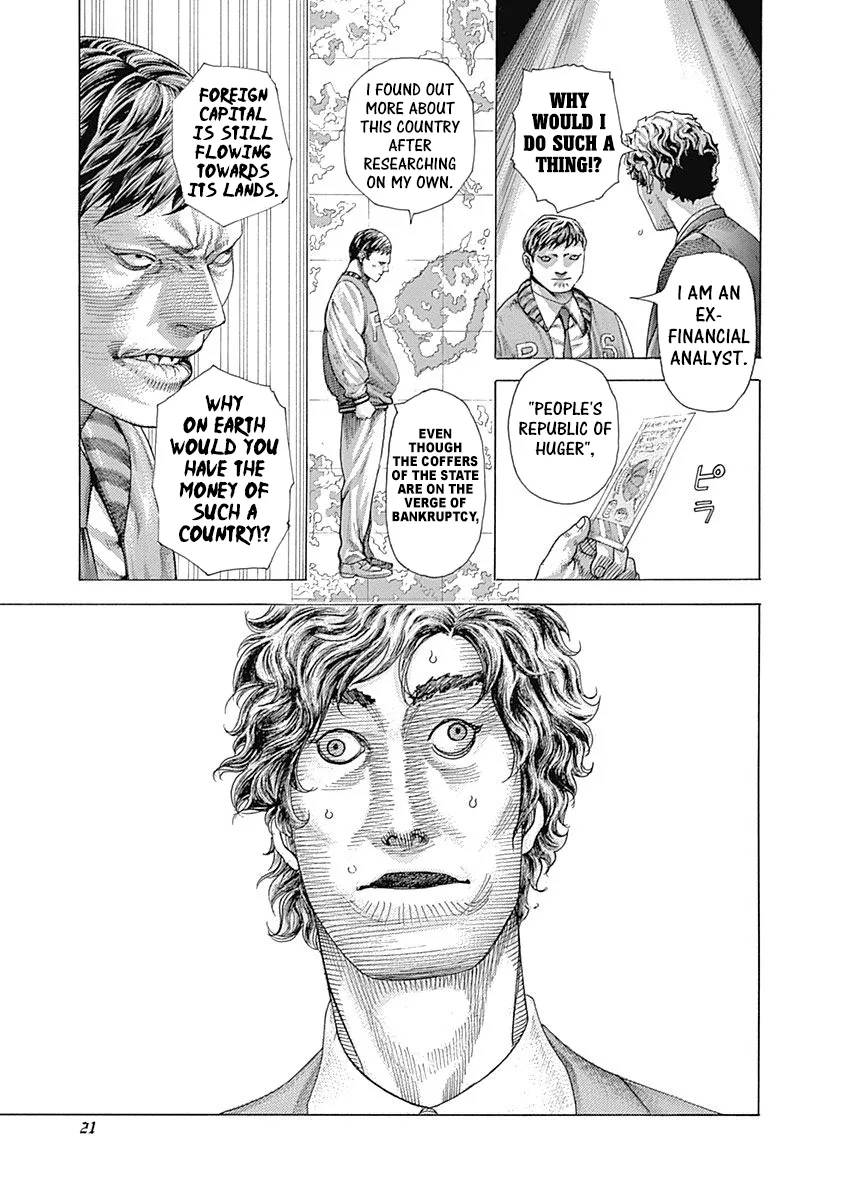 WHY
WOULD I
DO SUCH A
THING!?
I AM AN
EX-
FINANCIAL
ANALYST.
P S
"PEOPLE'S
REPUBLIC OF
HUGER",
ピラ
I FOUND OUT
MORE ABOUT
THIS COUNTRY
AFTER
RESEARCHING
ON MY OWN.
EVEN
THOUGH
THE COFFERS
OF THE STATE
ARE ON THE
VERGE OF
BANKRUPTCY,
FOREIGN
CAPITAL
IS STILL
FLOWING
TOWARDS
ITS LANDS.
WHY
ON EARTH
WOULD YOU
HAVE THE
MONEY OF
SUCH A
COUNTRY!?
21